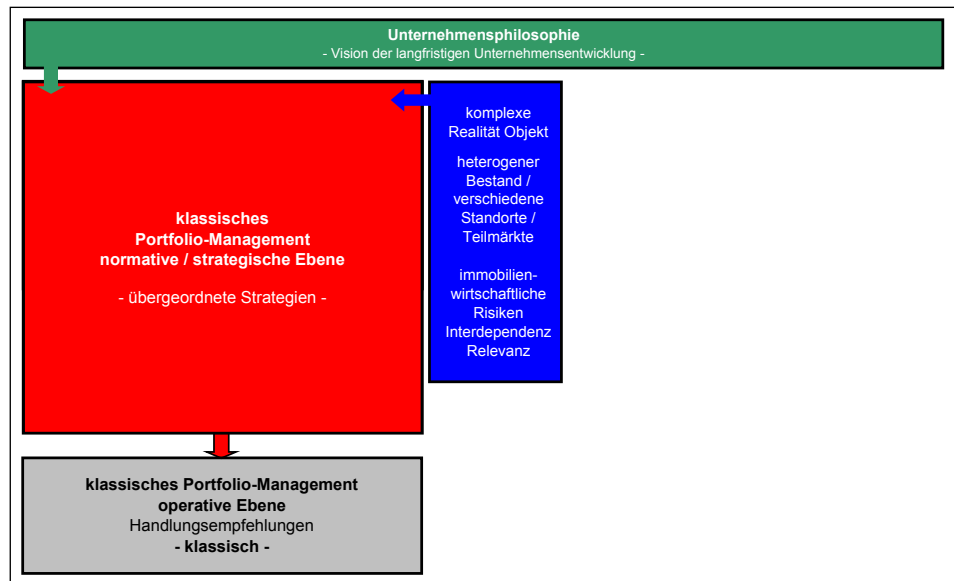 Unternehmensphilosophie
- Vision der langfristigen Unternehmensentwicklung -
klassisches
Portfolio-Management
normative / strategische Ebene
- übergeordnete Strategien -
komplexe
Realität Objekt
heterogener
Bestand /
verschiedene
Standorte /
Teilmärkte
immobilien-
wirtschaftliche
Risiken
Interdependenz
Relevanz
klassisches Portfolio-Management
operative Ebene
Handlungsempfehlungen
- klassisch -